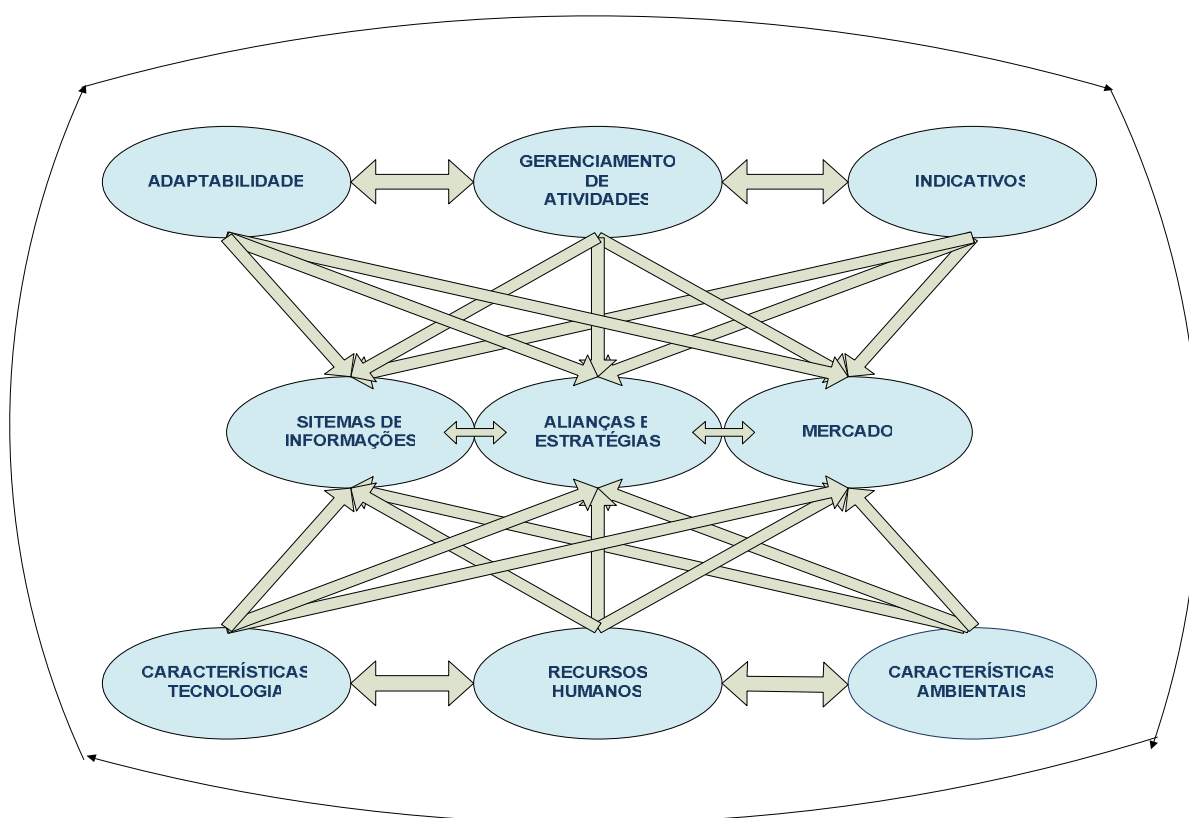 ADAPTABILIDADE
GERENCIAMENTO
DE
ATIVIDADES
INDICATIVOS
SITEMAS DE
INFORMAÇÕES
ALIANÇAS E
ESTRATÉGIAS
MERCADO
CARACTERÍSTICAS
TECNOLOGIA
RECURSOS
HUMANOS
CARACTERÍSTICAS
AMBIENTAIS